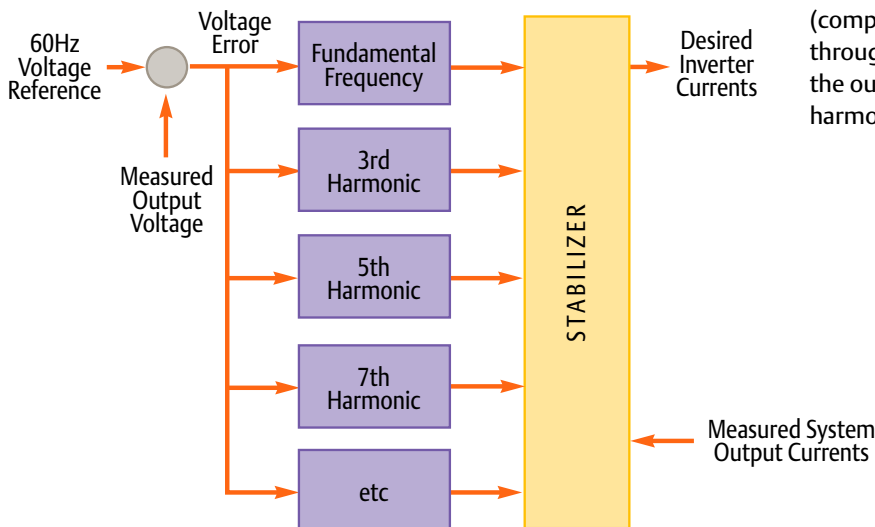 60Hz
Voltage
Reference
Voltage
Error
Measured
Output
Voltage
Fundamental
Frequency
3rd
Harmonic
5th
Harmonic
7th
Harmonic
etc
STABILIZER
Desired
Inverter
Currents
Measured System
Output Currents
(comp
throug
the ou
harmo